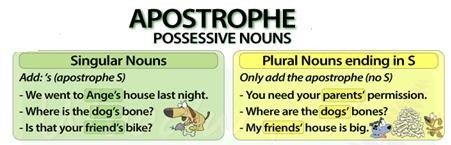 APOSTROPHE
POSSESSIVE NOUNS
Singular Nouns
Add: 's (apostrophe S)
- We went to Ange's house last night.
- Where is the dog's bone?
- Is that your friend's bike?
Plural Nouns ending in S
Only add the apostrophe (no S)
- You need your parents' permission.
- Where are the dogs' bones?
- My friends' house is big.